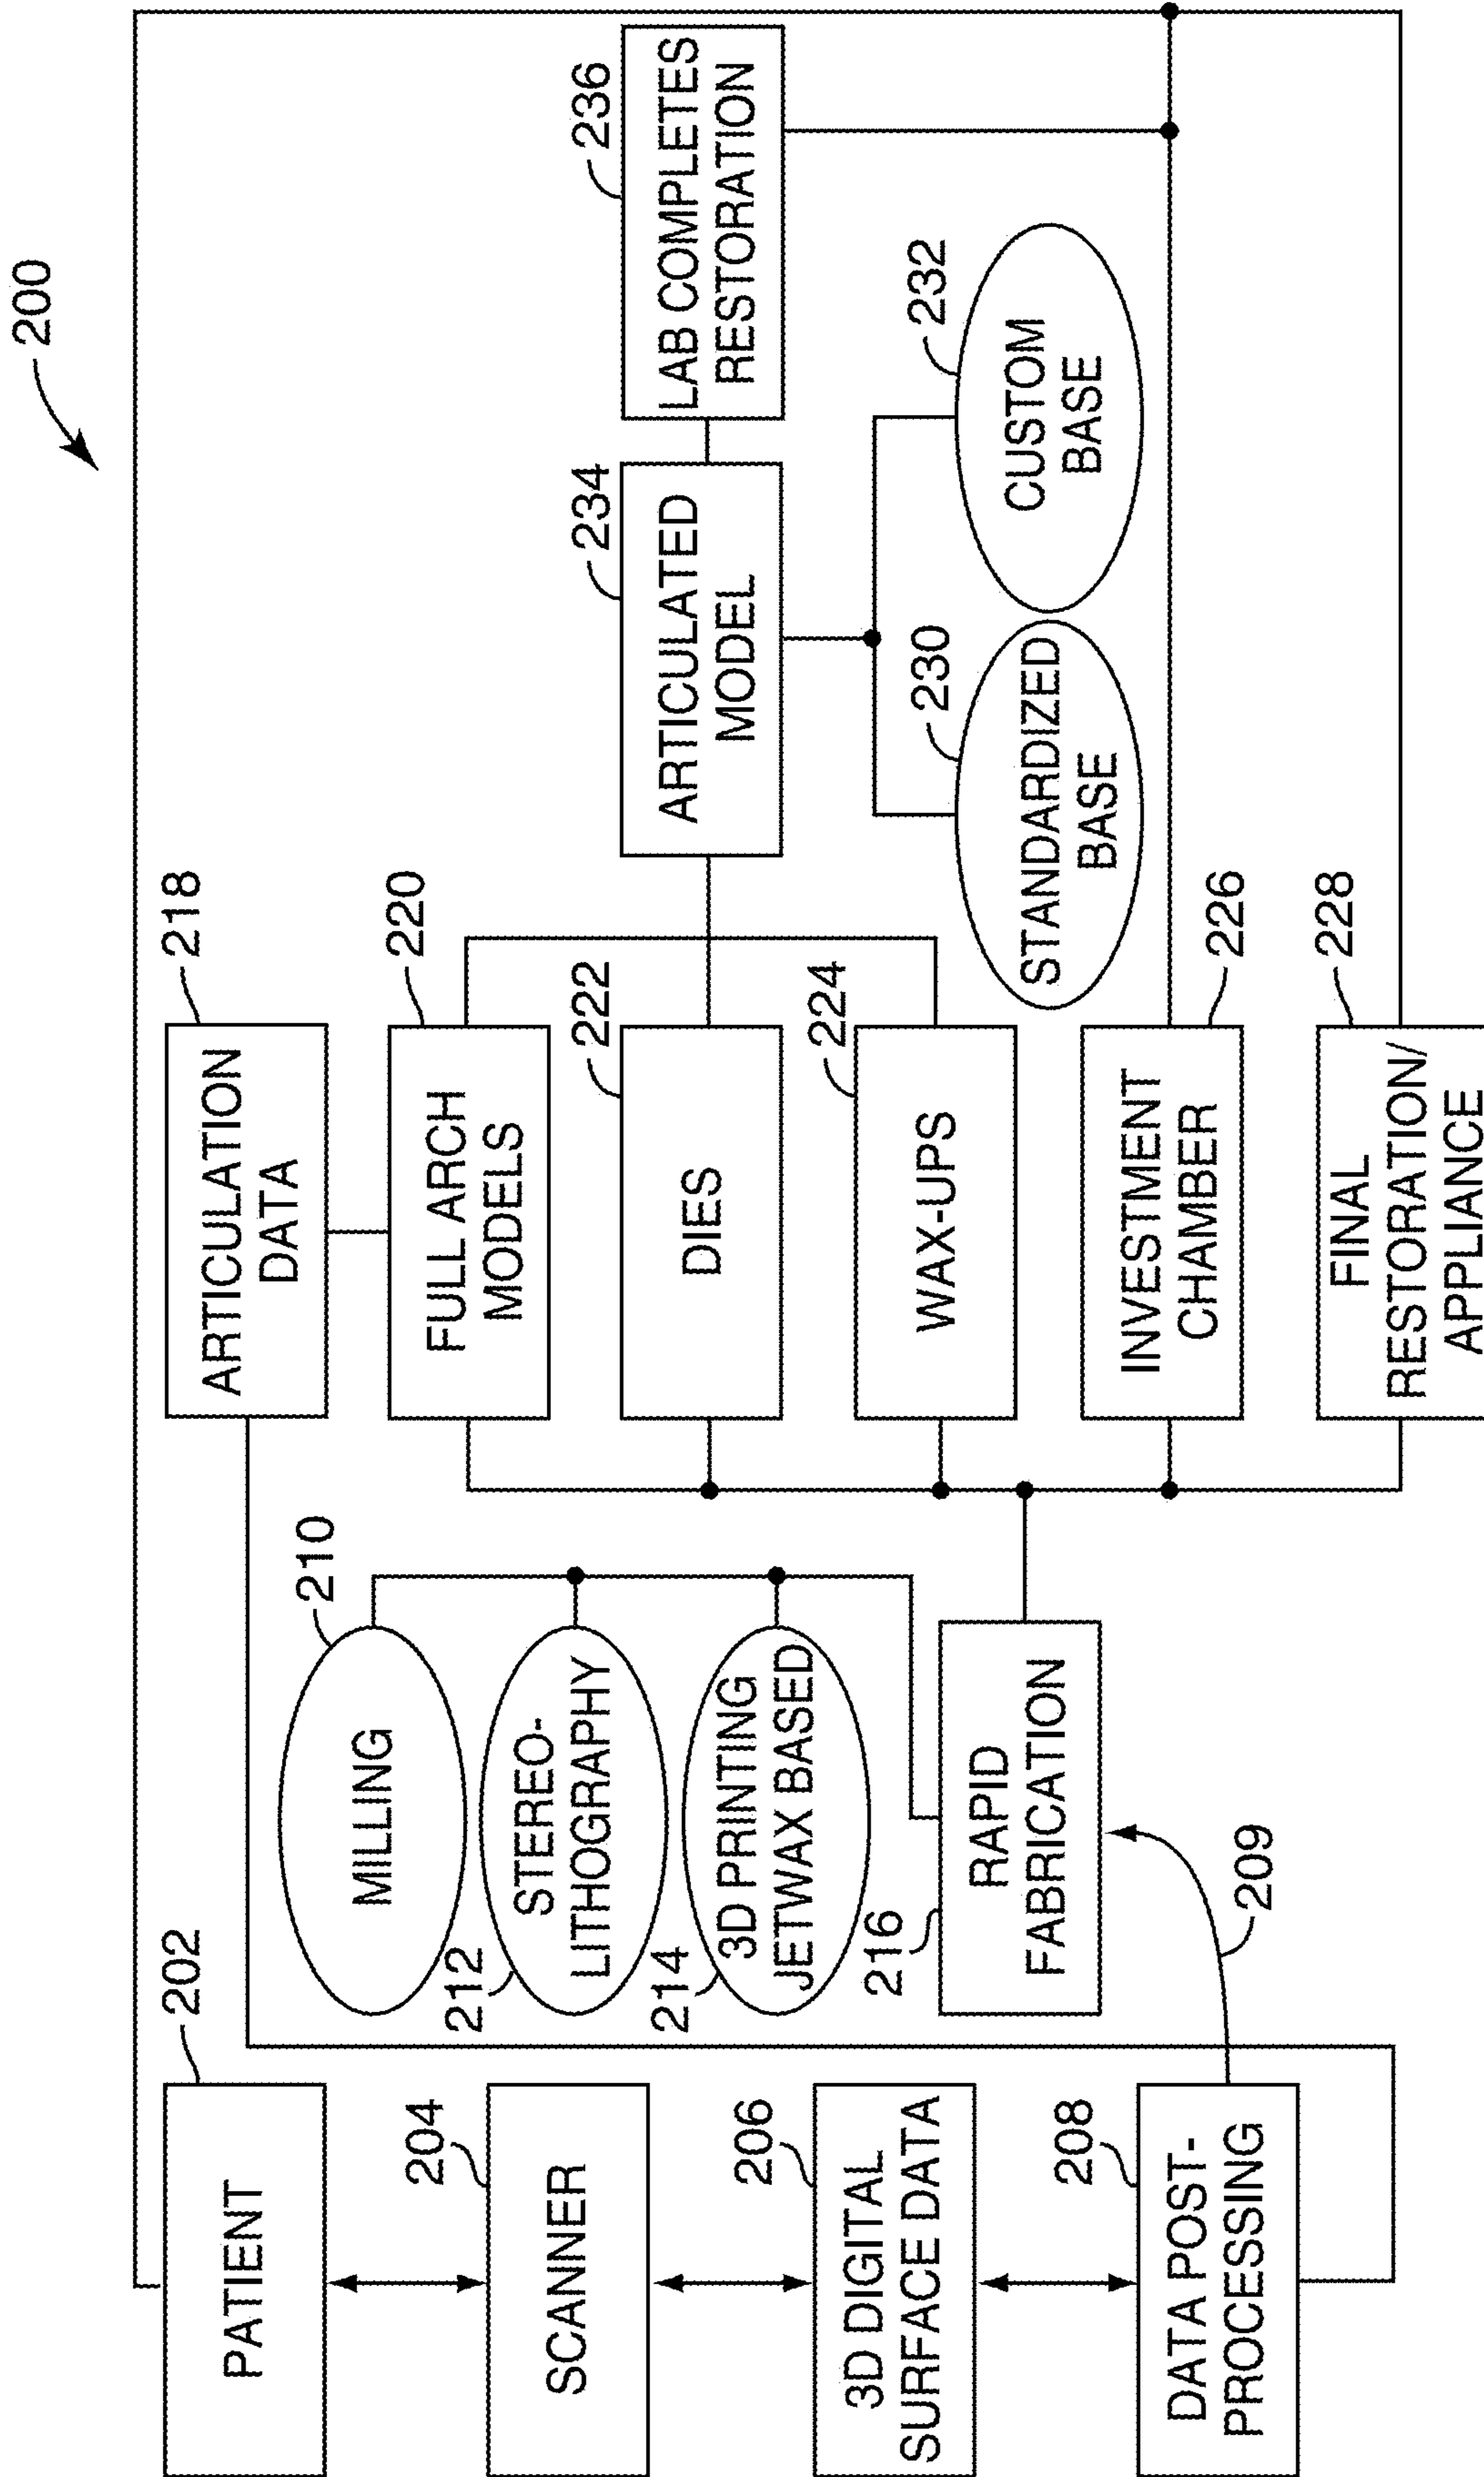 200
202
PATIENT
204
SCANNER
206
3D DIGITAL
SURFACE DATA
208
DATA POST-
PROCESSING
209
210
MILLING
212
STEREO-
LITHOGRAPHY
214
3D PRINTING
JETWAX BASED
216
RAPID
FABRICATION
218
ARTICULATION
DATA
220
FULL ARCH
MODELS
222
DIES
224
WAX-UPS
226
INVESTMENT
CHAMBER
228
FINAL
RESTORATION/
APPLIANCE
234
ARTICULATED
MODEL
230
STANDARDIZED
BASE
232
CUSTOM
BASE
236
LAB COMPLETES
RESTORATION